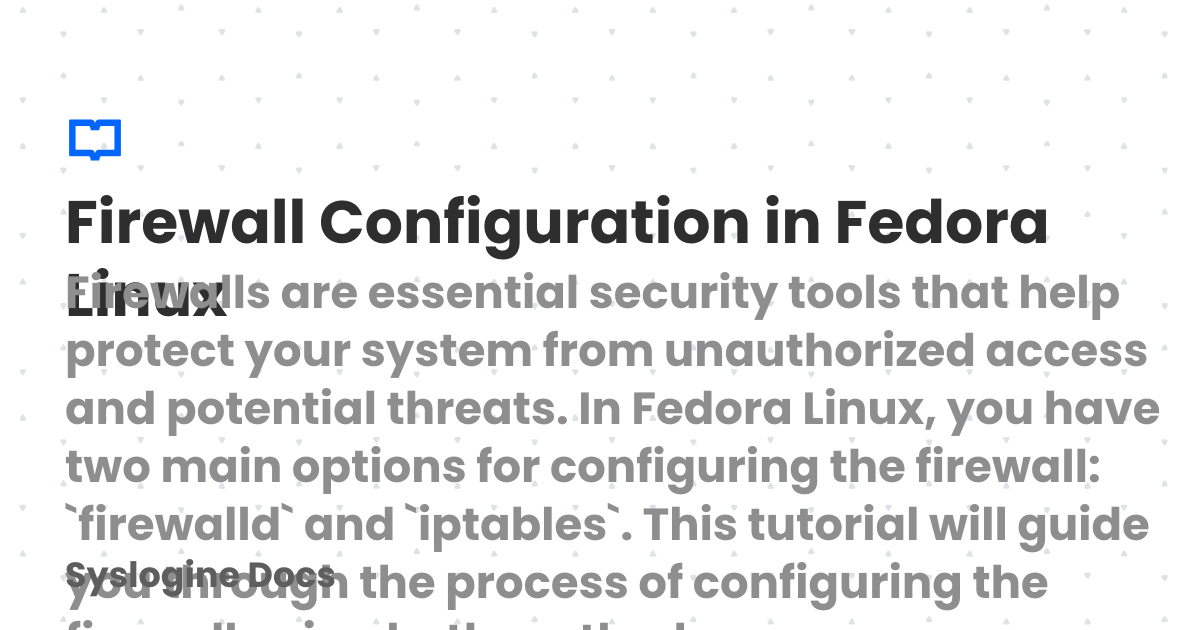 Firewall Configuration in Fedora
Linux
Firewalls are essential security tools that help
protect your system from unauthorized access
and potential threats. In Fedora Linux, you have
two main options for configuring the firewall:
`firewalld` and `iptables`. This tutorial will guide
you through the process of configuring the
Syslogine Docs